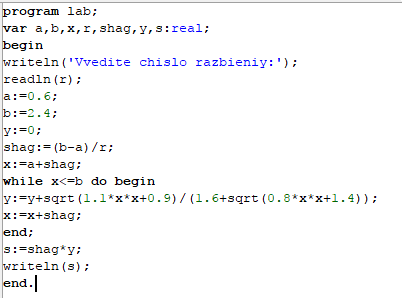 program lab;
var a,b,x,r,shag,y,s:real;
begin
writeln('Vvedite chislo razbieniy:');
readln(r);
a:=0.6;
b:=2.4;
y:=0;
shag:=(b-a)/r;
x:=a+shag;
while x<=b do begin
y:=y+sqrt(1.1*x*x+0.9)/(1.6+sqrt(0.8*x*x+1.4));
x:=x+shag;
end;
s:=shag*y;
writeln(s);
end.